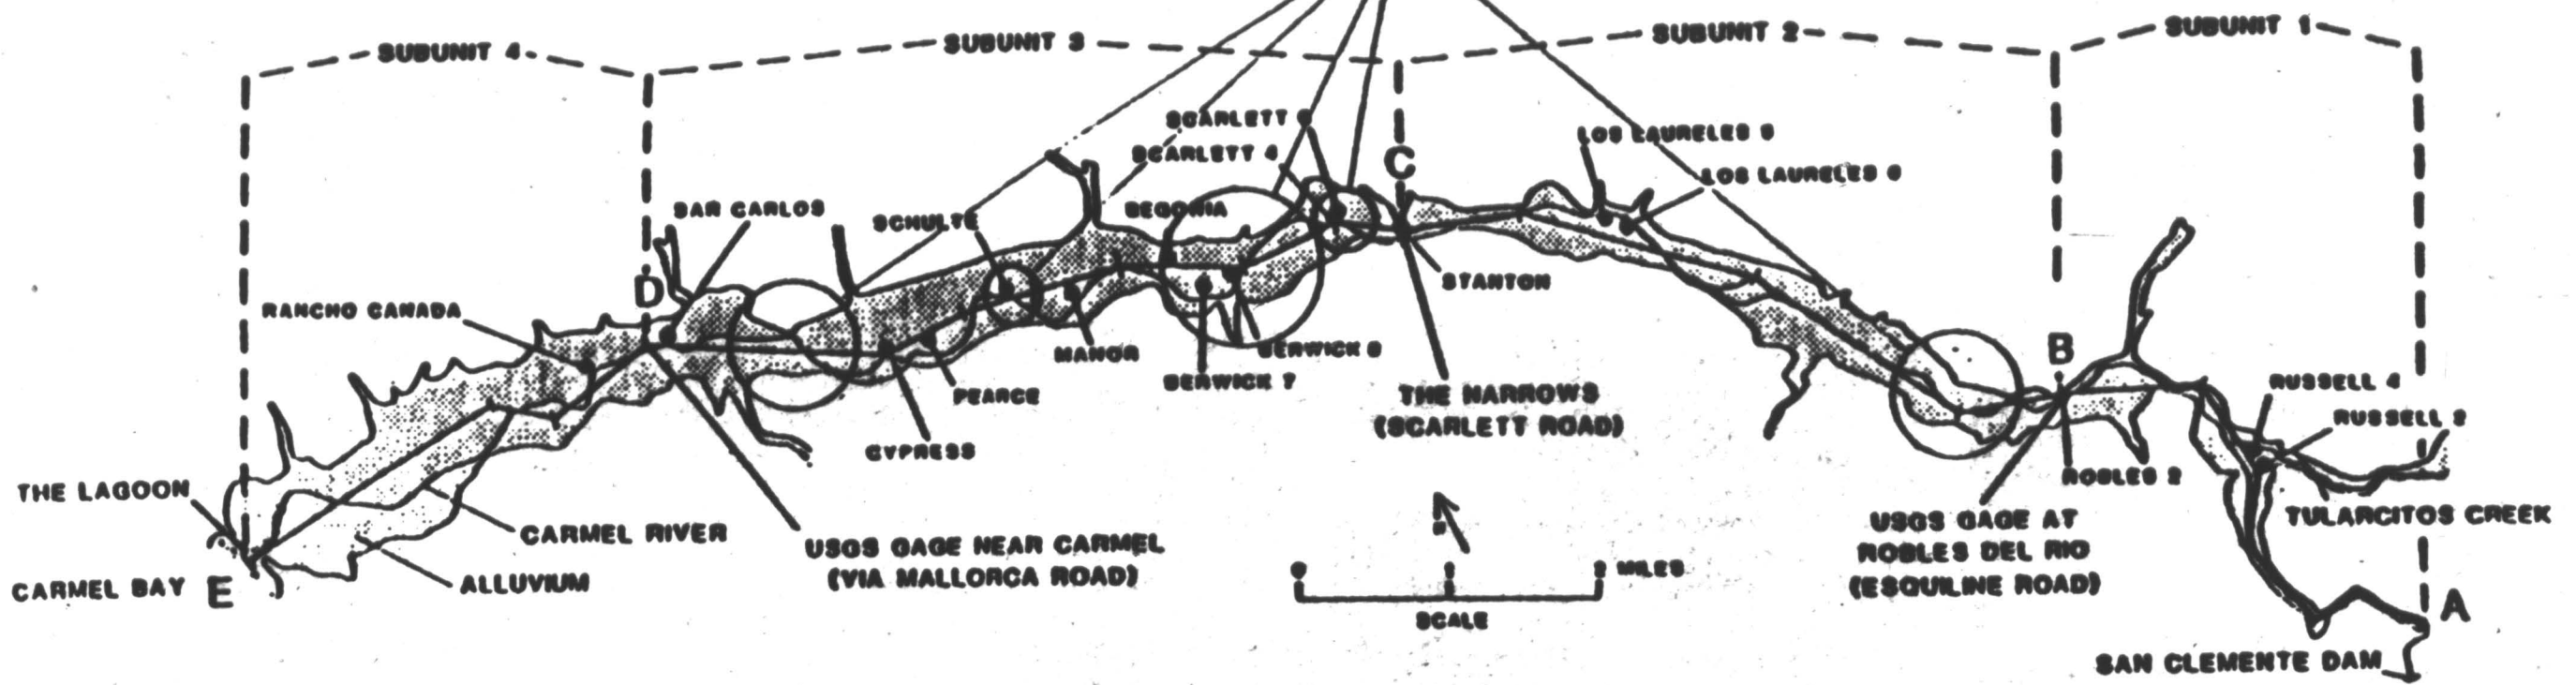 SUBUNIT 4
SUBUNIT 3
SUBUNIT 2
SUBUNIT 1
SCARLETT
SCARLETT 4
C
LOS LAURELES 5
LOS LAURELES 6
SAN CARLOS
SCHULTE
BEGONIA
STANTON
D
RANCHO CANADA
MANOR
BERWICK 8
BERWICK 7
PEARCE
CYPRESS
THE NARROWS
(SCARLETT ROAD)
B
RUSSELL 4
RUSSELL 2
ROBLES 2
THE LAGOON
CARMEL RIVER
ALLUVIUM
CARMEL BAY
E
USGS GAGE NEAR CARMEL
(VIA MALLORCA ROAD)
N
0 1 2 MILES
SCALE
USGS GAGE AT
ROBLES DEL RIO
(ESQUILINE ROAD)
TULARCITOS CREEK
A
SAN CLEMENTE DAM